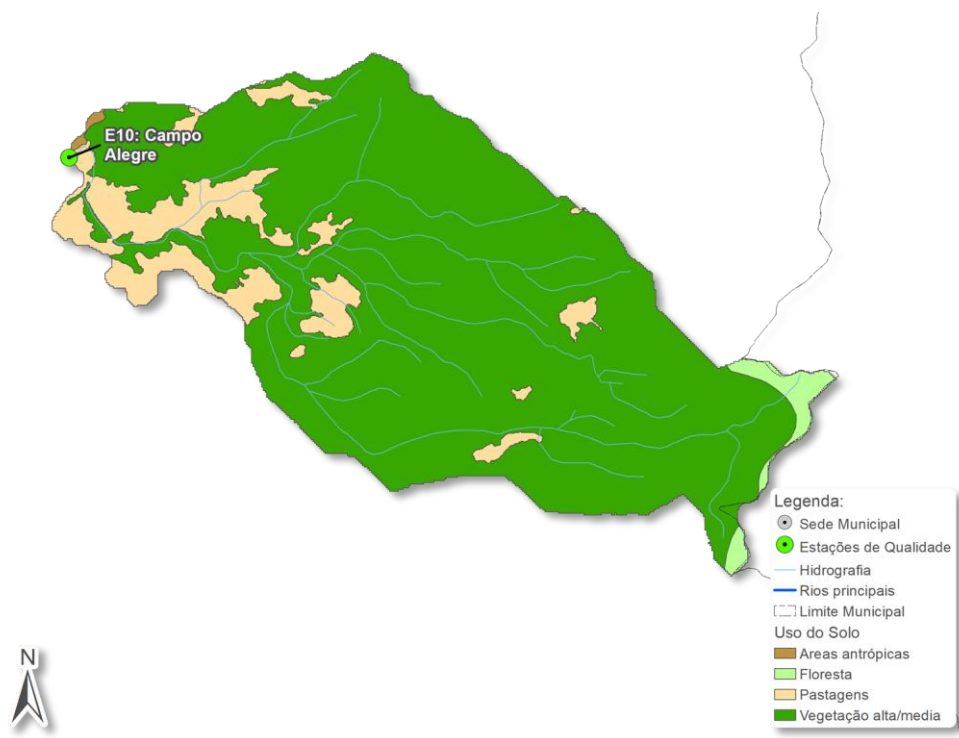 E10: Campo
Alegre
Legenda:
Sede Municipal
Estações de Qualidade
Hidrografia
Rios principais
Limite Municipal
Uso do Solo
Areas antrópicas
Floresta
Pastagens
Vegetação alta/media
N